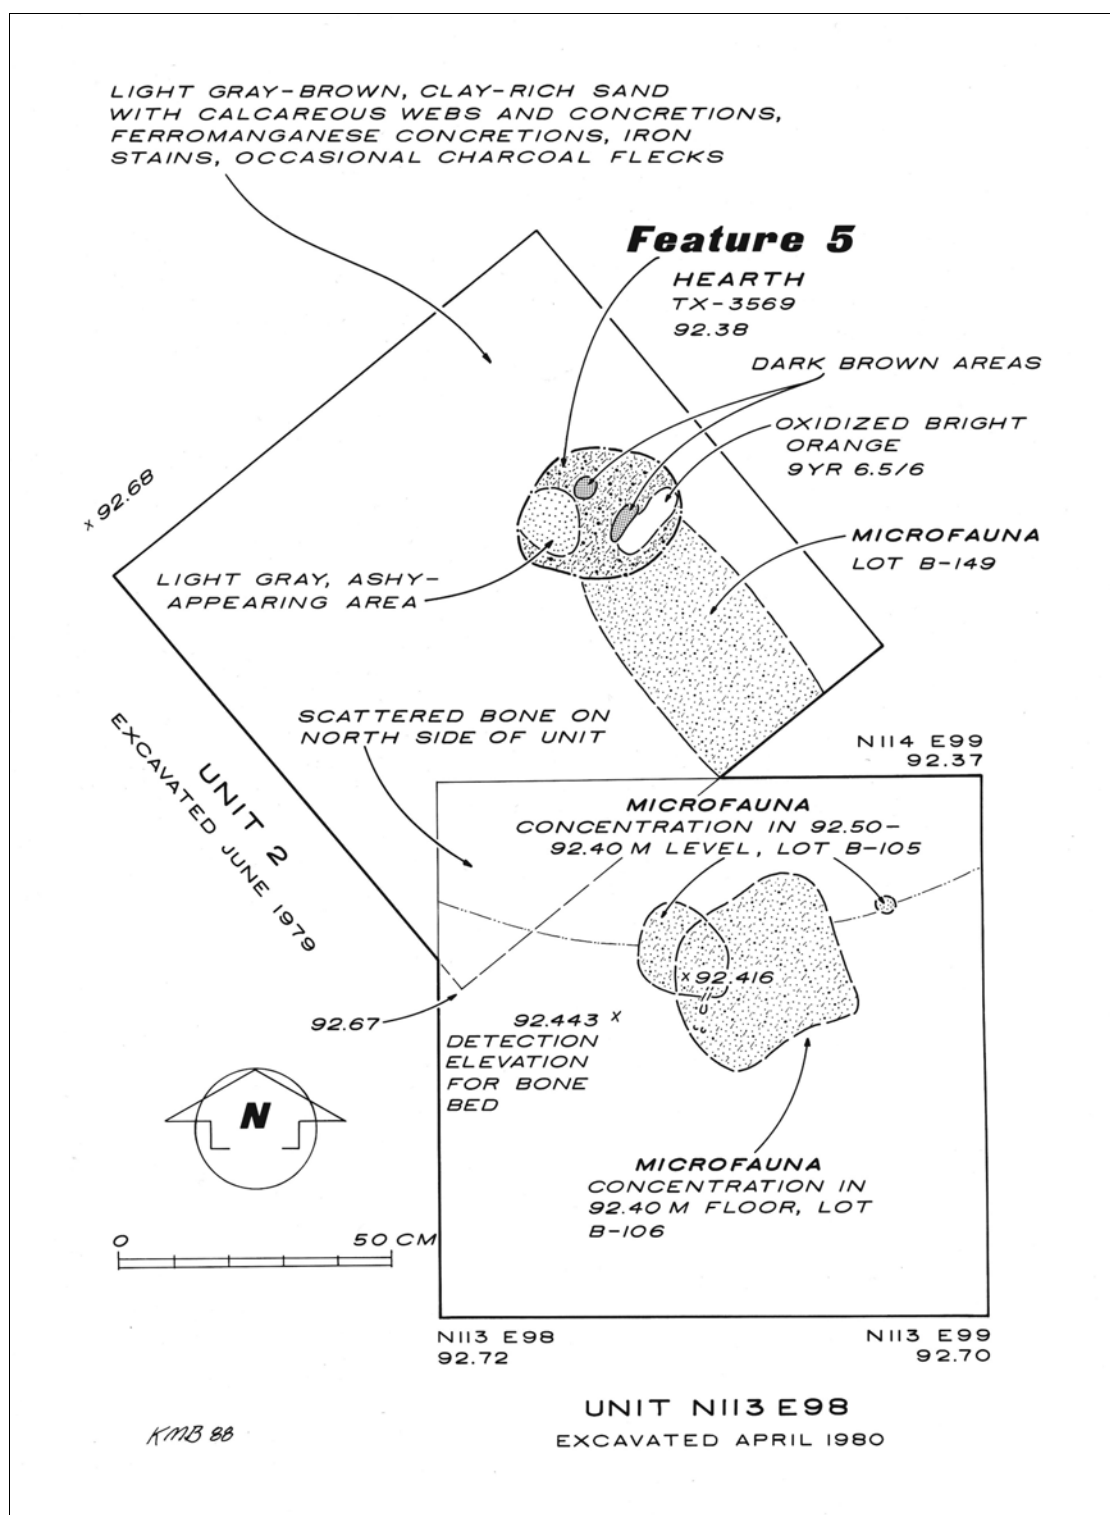 LIGHT GRAY-BROWN, CLAY-RICH SAND
WITH CALCAREOUS WEBS AND CONCRETIONS,
FERROMANGANESE CONCRETIONS, IRON
STAINS, OCCASIONAL CHARCOAL FLECKS
Feature 5
HEARTH
TX-3569
92.38
DARK BROWN AREAS
OXIDIZED BRIGHT
ORANGE
9YR 6.5/6
x 92.68
MICROFAUNA
LOT B-149
LIGHT GRAY, ASHY-
APPEARING AREA
SCATTERED BONE ON
NORTH SIDE OF UNIT
UNIT 2
EXCAVATED JUNE 1979
N114 E99
92.37
MICROFAUNA
CONCENTRATION IN 92.50-
92.40 M LEVEL, LOT B-105
x 92.416
92.67
92.443 x
DETECTION
ELEVATION
FOR BONE
BED
N
MICROFAUNA
CONCENTRATION IN
92.40 M FLOOR, LOT
B-106
0 50 CM
N113 E98
92.72
N113 E99
92.70
UNIT N113 E98
EXCAVATED APRIL 1980
KMB 88